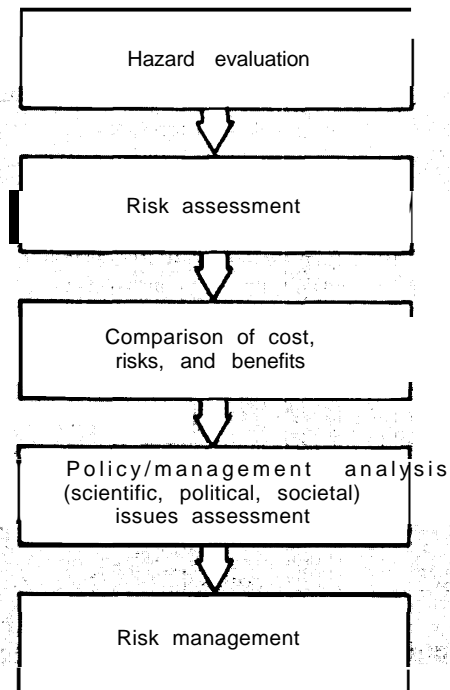 Hazard evaluation
Risk assessment
Comparison of cost,
risks, and benefits
Policy/management analysis
(scientific, political, societal)
issues assessment
Risk management